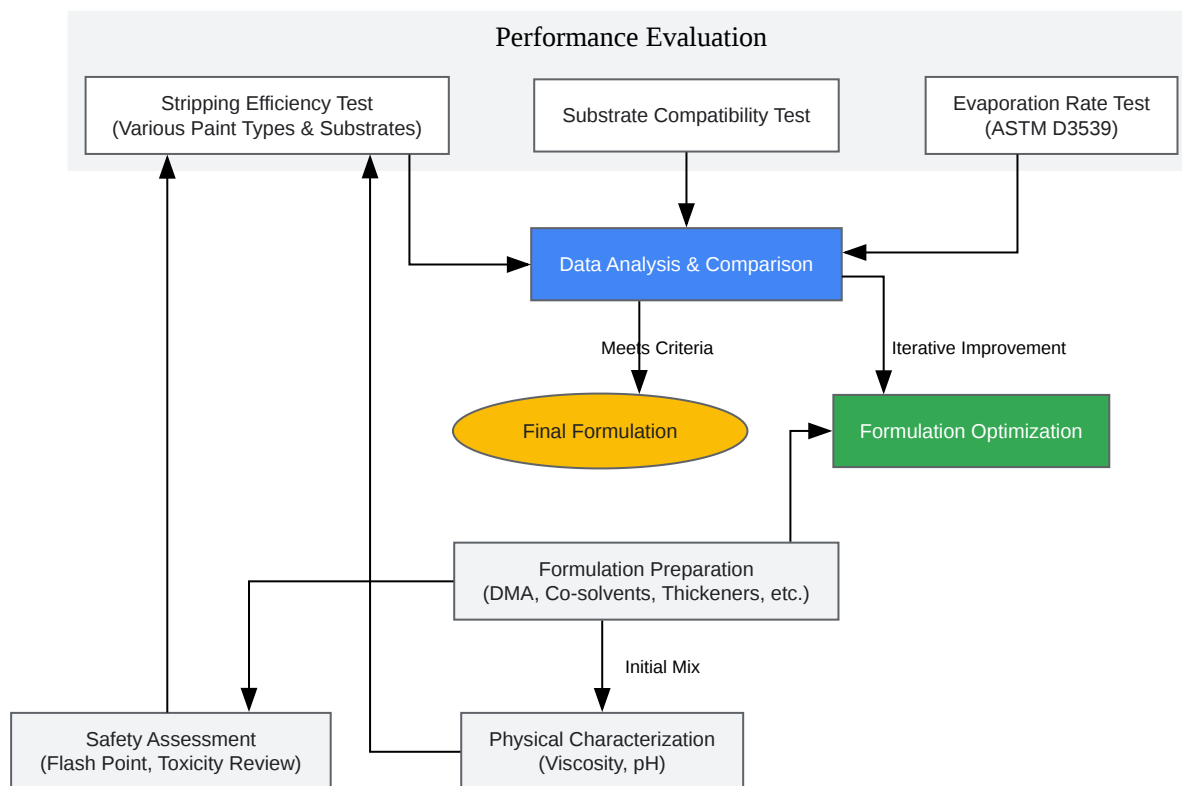 Performance Evaluation
Stripping Efficiency Test
(Various Paint Types & Substrates)
Substrate Compatibility Test
Evaporation Rate Test
(ASTM D3539)
Data Analysis & Comparison
Meets Criteria
Iterative Improvement
Final Formulation
Formulation Optimization
Formulation Preparation
(DMA, Co-solvents, Thickeners, etc.)
Initial Mix
Safety Assessment
(Flash Point, Toxicity Review)
Physical Characterization
(Viscosity, pH)